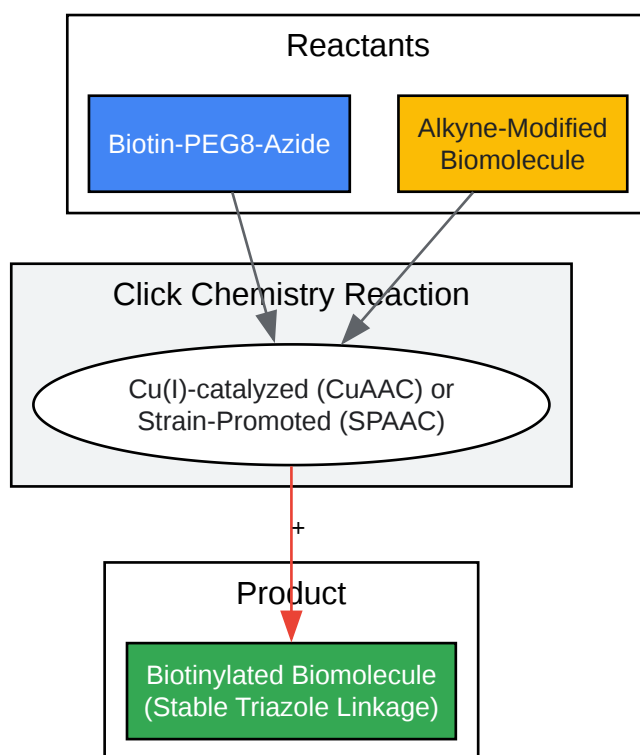 Reactants
Biotin-PEG8-Azide
Alkyne-Modified
Biomolecule
Click Chemistry Reaction
Cu(I)-catalyzed (CuAAC) or
Strain-Promoted (SPAAC)
+
Product
Biotinylated Biomolecule
(Stable Triazole Linkage)